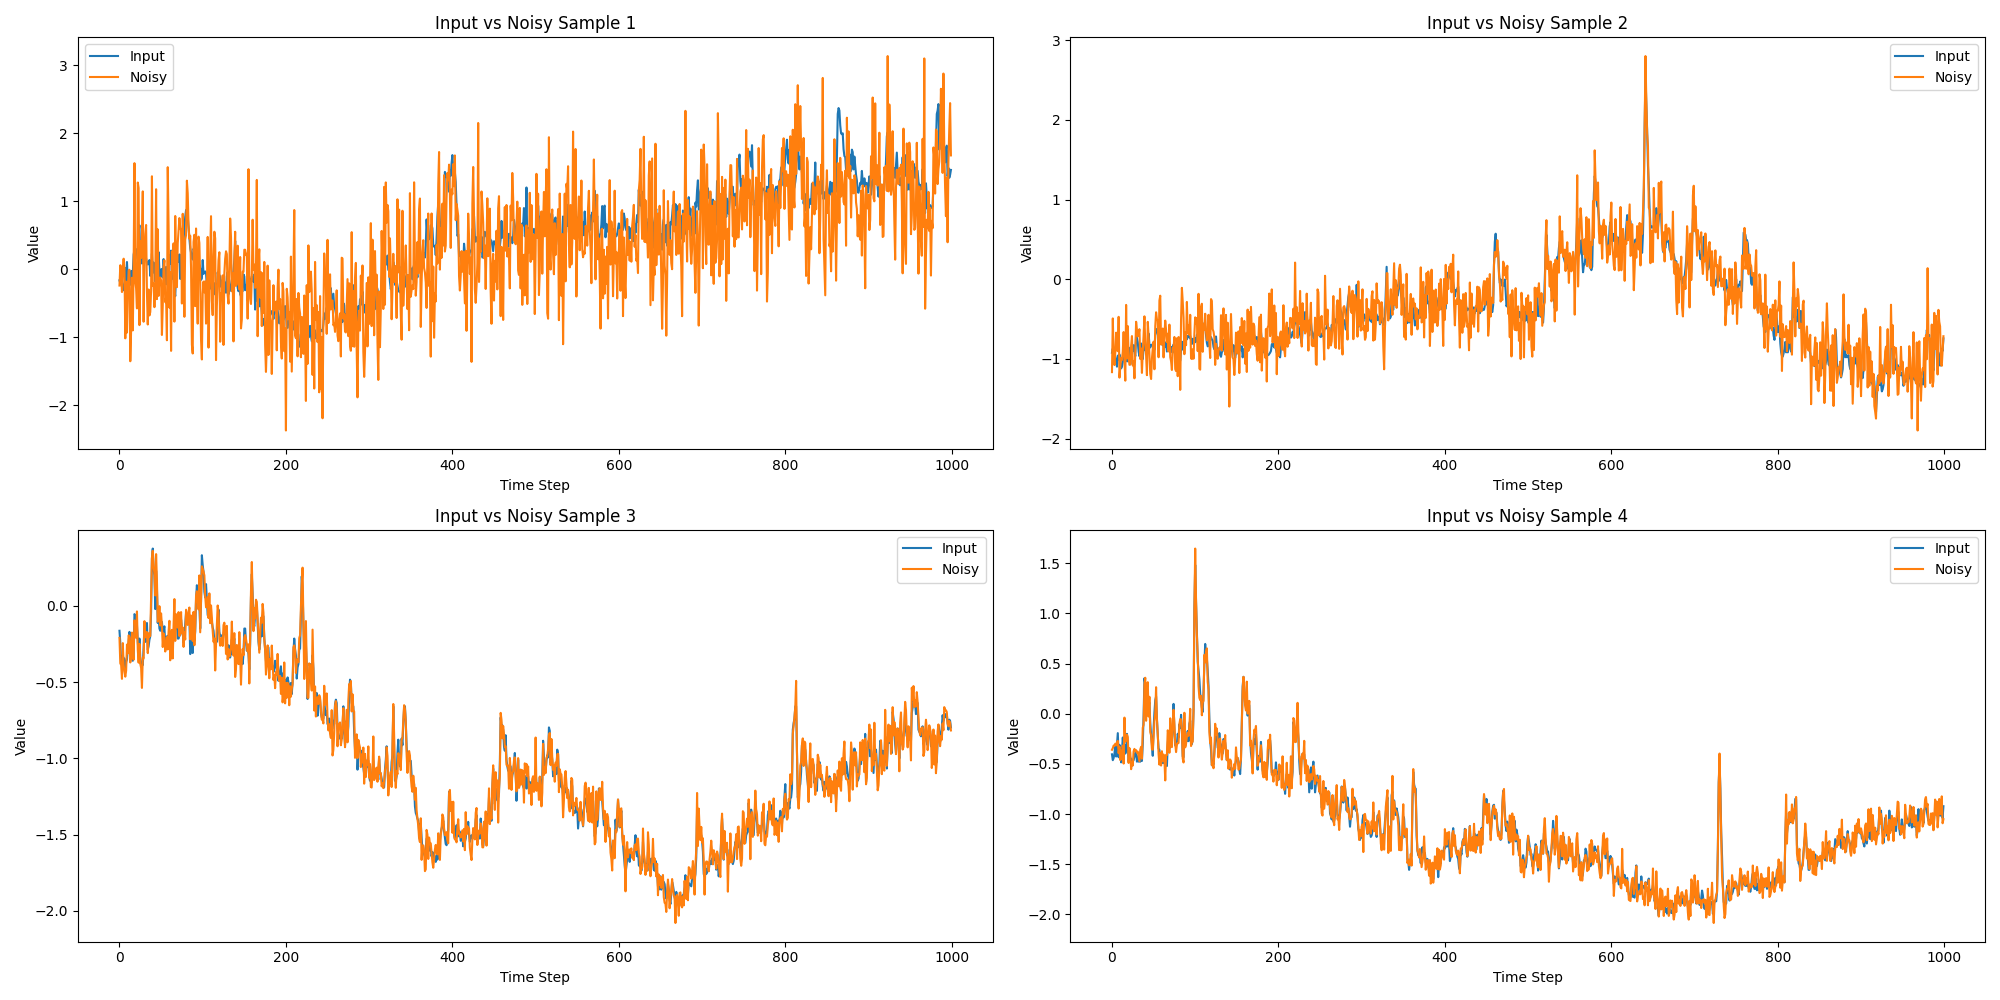 Input vs Noisy Sample 1
Input
Noisy
Value
3
2
1
0
−1
−2
0 200 400 600 800 1000
Time Step
Input vs Noisy Sample 2
Input
Noisy
Value
3
2
1
0
−1
−2
0 200 400 600 800 1000
Time Step
Input vs Noisy Sample 3
Input
Noisy
Value
0.0
−0.5
−1.0
−1.5
−2.0
0 200 400 600 800 1000
Time Step
Input vs Noisy Sample 4
Input
Noisy
Value
1.5
1.0
0.5
0.0
−0.5
−1.0
−1.5
−2.0
0 200 400 600 800 1000
Time Step